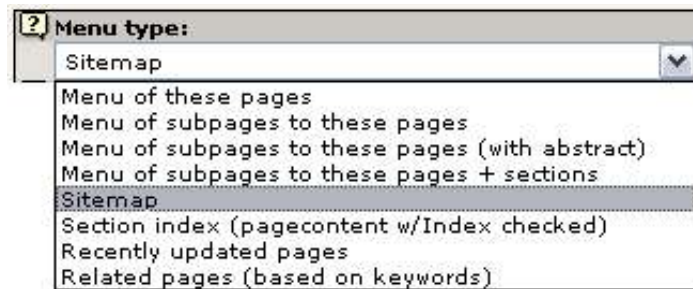 ? Menu type:
Sitemap
Menu of these pages
Menu of subpages to these pages
Menu of subpages to these pages (with abstract)
Menu of subpages to these pages + sections
Sitemap
Section index (pagecontent w/Index checked)
Recently updated pages
Related pages (based on keywords)